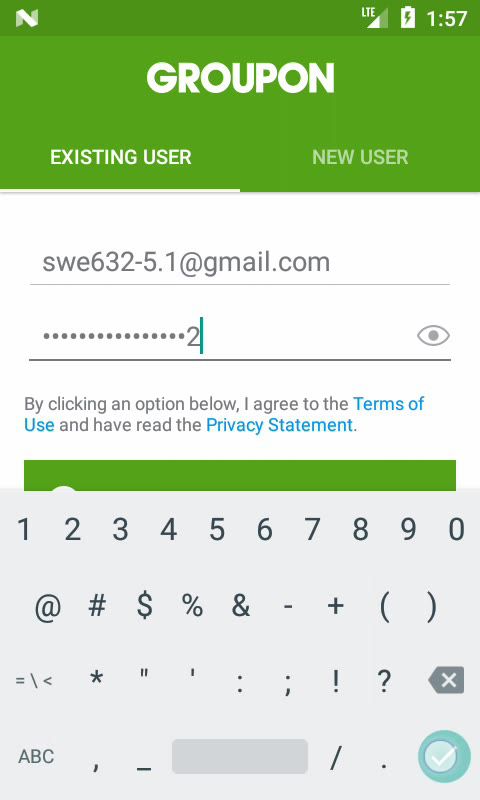 LTE 1:57
GROUPON
EXISTING USER NEW USER
swe632-5.1@gmail.com
••••••••••••••••2
By clicking an option below, I agree to the Terms of
Use and have read the Privacy Statement.
1 2 3 4 5 6 7 8 9 0
@ # $ % & - + ( )
= \ < * " ' : ; ! ?
ABC , _ / .